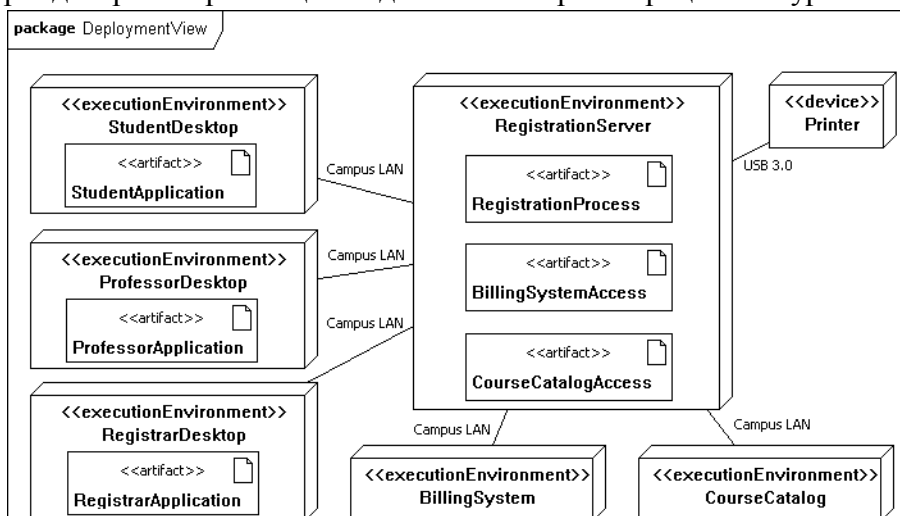 package DeploymentView
<<executionEnvironment>>
StudentDesktop
<<artifact>>
StudentApplication
Campus LAN
<<executionEnvironment>>
ProfessorDesktop
<<artifact>>
ProfessorApplication
Campus LAN
<<executionEnvironment>>
RegistrarDesktop
<<artifact>>
RegistrarApplication
Campus LAN
<<executionEnvironment>>
RegistrationServer
<<artifact>>
RegistrationProcess
<<artifact>>
BillingSystemAccess
<<artifact>>
CourseCatalogAccess
<<device>>
Printer
USB 3.0
Campus LAN
<<executionEnvironment>>
BillingSystem
Campus LAN
<<executionEnvironment>>
CourseCatalog